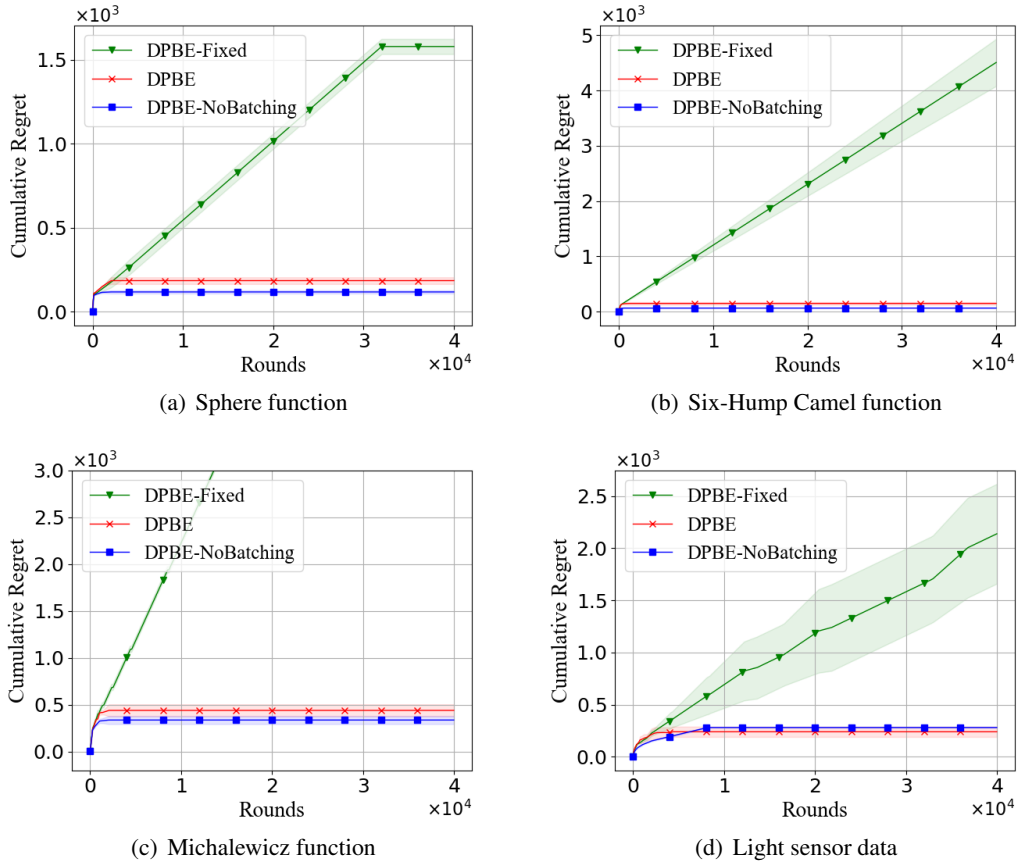 ×10³
1.5
1.0
0.5
0.0
Cumulative Regret
DPBE-Fixed
DPBE
DPBE-NoBatching
0 1 2 3 4
Rounds
×10⁴
(a) Sphere function
×10³
5
4
3
2
1
0
Cumulative Regret
DPBE-Fixed
DPBE
DPBE-NoBatching
0 1 2 3 4
Rounds
×10⁴
(b) Six-Hump Camel function
×10³
3.0
2.5
2.0
1.5
1.0
0.5
0.0
Cumulative Regret
DPBE-Fixed
DPBE
DPBE-NoBatching
0 1 2 3 4
Rounds
×10⁴
(c) Michalewicz function
×10³
2.5
2.0
1.5
1.0
0.5
0.0
Cumulative Regret
DPBE-Fixed
DPBE
DPBE-NoBatching
0 1 2 3 4
Rounds
×10⁴
(d) Light sensor data